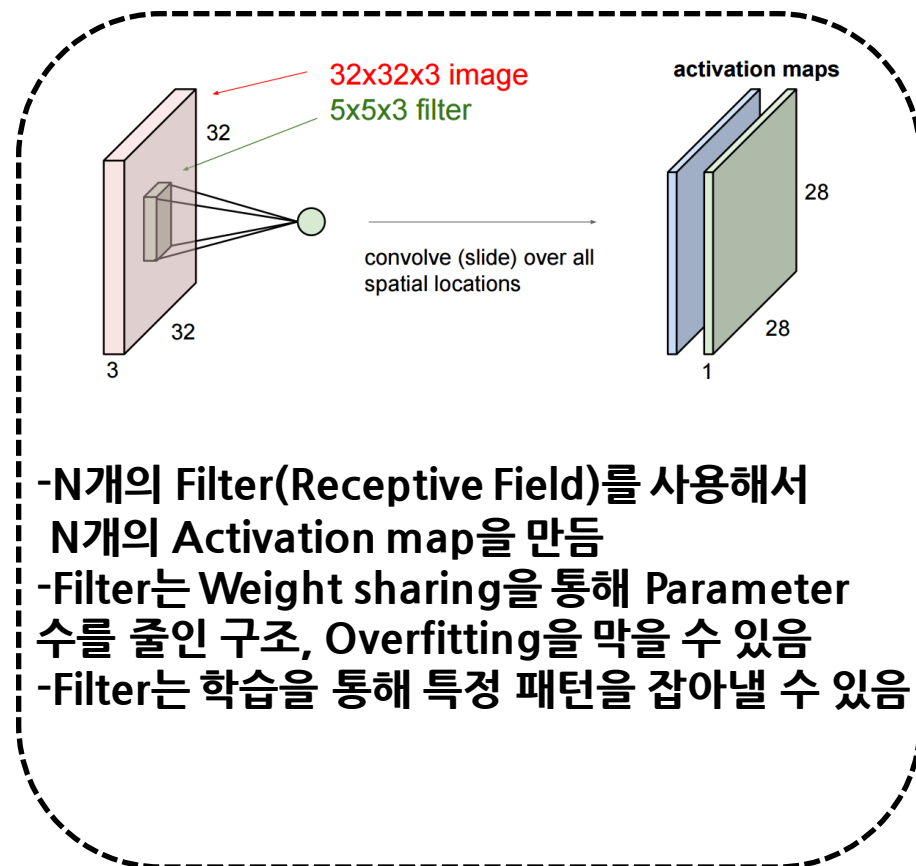 32x32x3 image
5x5x3 filter
32
32
3
convolve (slide) over all
spatial locations
activation maps
28
28
1
-N개의 Filter(Receptive Field)를 사용해서
N개의 Activation map을 만듬
-Filter는 Weight sharing을 통해 Parameter
수를 줄인 구조, Overfitting을 막을 수 있음
-Filter는 학습을 통해 특정 패턴을 잡아낼 수 있음